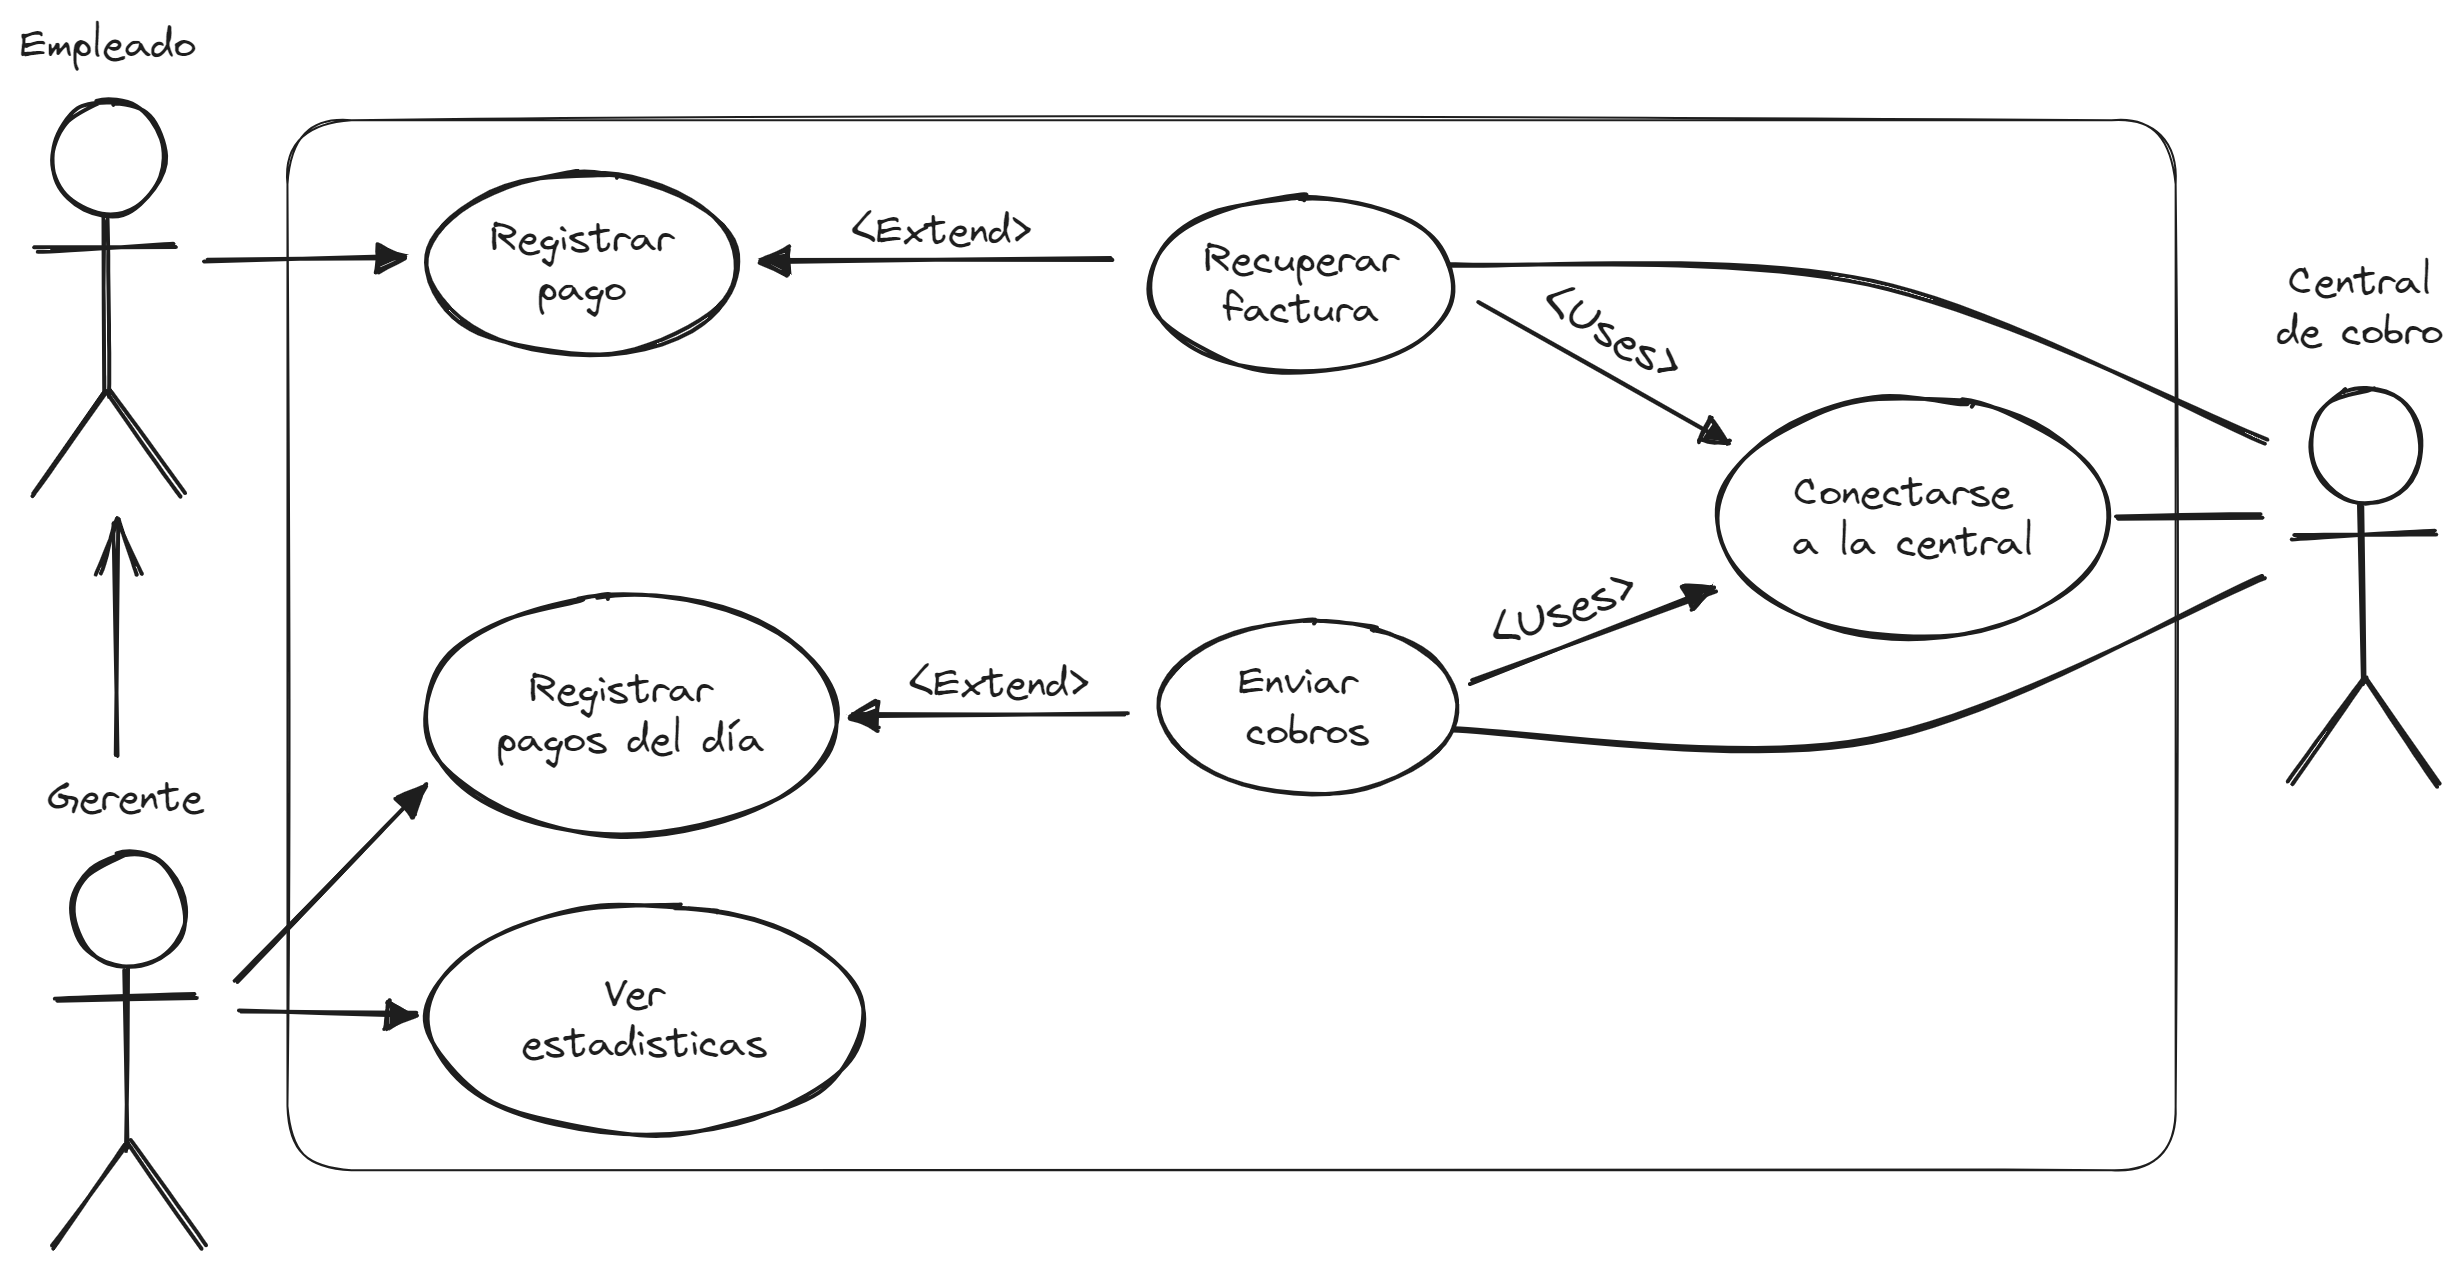 Empleado
Registrar
pago
<Extend>
Recuperar
factura
<Uses>
Central
de cobro
Conectarse
a la central
<Uses>
Registrar
pagos del día
<Extend>
Enviar
cobros
Gerente
Ver
estadisticas